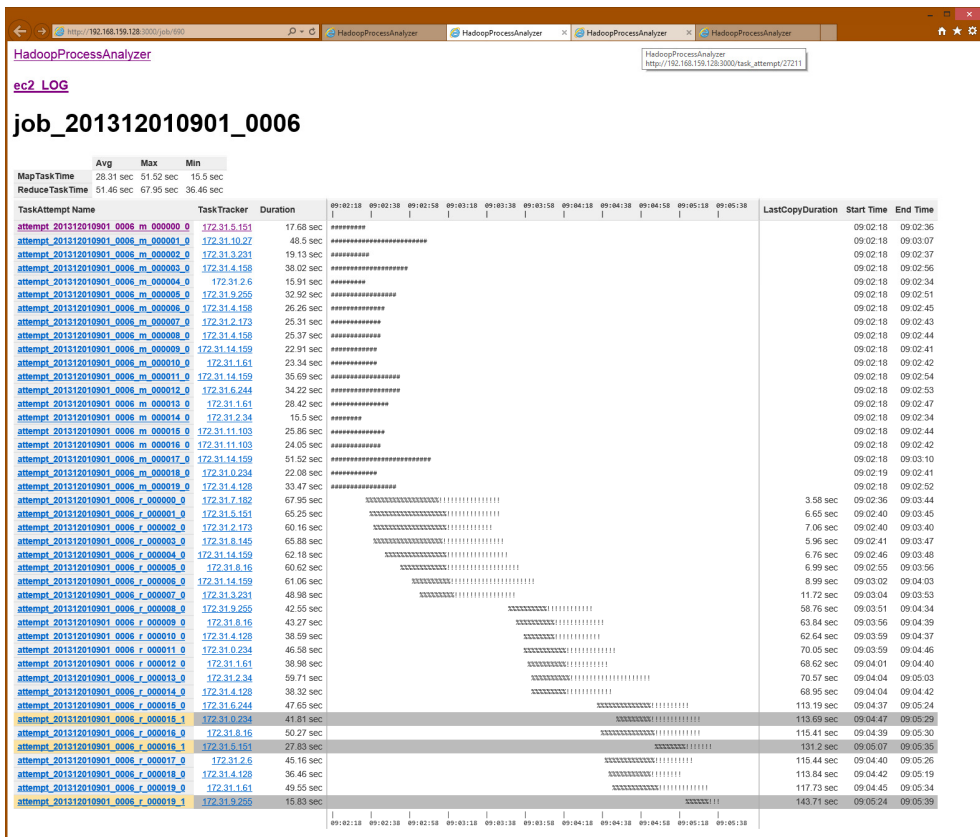 http://192.168.159.128:3000/job/690
HadoopProcessAnalyzer
HadoopProcessAnalyzer
HadoopProcessAnalyzer
HadoopProcessAnalyzer
HadoopProcessAnalyzer
HadoopProcessAnalyzer
http://192.168.159.128:3000/task_attempt/27211
ec2_LOG
job_201312010901_0006
Avg Max Min
MapTaskTime 28.31 sec 51.52 sec 15.5 sec
ReduceTaskTime 51.46 sec 67.95 sec 36.46 sec
TaskAttempt Name TaskTracker Duration 09:02:18 09:02:38 09:02:58 09:03:18 09:03:38 09:03:58 09:04:18 09:04:38 09:04:58 09:05:18 09:05:38 LastCopyDuration Start Time End Time
attempt_201312010901_0006_m_000000_0 172.31.5.151 17.68 sec ######### 09:02:18 09:02:36
attempt_201312010901_0006_m_000001_0 172.31.10.27 48.5 sec ######################### 09:02:18 09:03:07
attempt_201312010901_0006_m_000002_0 172.31.3.231 19.13 sec ########## 09:02:18 09:02:37
attempt_201312010901_0006_m_000003_0 172.31.4.158 38.02 sec #################### 09:02:18 09:02:56
attempt_201312010901_0006_m_000004_0 172.31.2.6 15.91 sec ######### 09:02:18 09:02:34
attempt_201312010901_0006_m_000005_0 172.31.9.255 32.92 sec ################# 09:02:18 09:02:51
attempt_201312010901_0006_m_000006_0 172.31.4.158 26.26 sec ############## 09:02:18 09:02:45
attempt_201312010901_0006_m_000007_0 172.31.2.173 25.31 sec ############# 09:02:18 09:02:43
attempt_201312010901_0006_m_000008_0 172.31.4.158 25.37 sec ############# 09:02:18 09:02:44
attempt_201312010901_0006_m_000009_0 172.31.14.159 22.91 sec ############ 09:02:18 09:02:41
attempt_201312010901_0006_m_000010_0 172.31.1.61 23.34 sec ############ 09:02:18 09:02:42
attempt_201312010901_0006_m_000011_0 172.31.14.159 35.69 sec ################## 09:02:18 09:02:54
attempt_201312010901_0006_m_000012_0 172.31.6.244 34.22 sec ################## 09:02:18 09:02:53
attempt_201312010901_0006_m_000013_0 172.31.1.61 28.42 sec ############### 09:02:18 09:02:47
attempt_201312010901_0006_m_000014_0 172.31.2.34 15.5 sec ######## 09:02:18 09:02:34
attempt_201312010901_0006_m_000015_0 172.31.11.103 25.86 sec ############## 09:02:18 09:02:44
attempt_201312010901_0006_m_000016_0 172.31.11.103 24.05 sec ############# 09:02:18 09:02:42
attempt_201312010901_0006_m_000017_0 172.31.14.159 51.52 sec ########################## 09:02:18 09:03:10
attempt_201312010901_0006_m_000018_0 172.31.0.234 22.08 sec ############ 09:02:19 09:02:41
attempt_201312010901_0006_m_000019_0 172.31.4.128 33.47 sec ################# 09:02:18 09:02:52
attempt_201312010901_0006_r_000000_0 172.31.7.182 67.95 sec %%%%%%%%%%%%%%%%%%%!!!!!!!!!!!!!!! 3.58 sec 09:02:36 09:03:44
attempt_201312010901_0006_r_000001_0 172.31.5.151 65.25 sec %%%%%%%%%%%%%%%%%%%%!!!!!!!!!!!!!! 6.65 sec 09:02:40 09:03:45
attempt_201312010901_0006_r_000002_0 172.31.2.173 60.16 sec %%%%%%%%%%%%%%%%%%%!!!!!!!!!!!! 7.06 sec 09:02:40 09:03:40
attempt_201312010901_0006_r_000003_0 172.31.8.145 65.88 sec %%%%%%%%%%%%%%%%%%!!!!!!!!!!!!!!!! 5.96 sec 09:02:41 09:03:47
attempt_201312010901_0006_r_000004_0 172.31.14.159 62.18 sec %%%%%%%%%%%%%%%%!!!!!!!!!!!!!!!! 6.76 sec 09:02:46 09:03:48
attempt_201312010901_0006_r_000005_0 172.31.8.16 60.62 sec %%%%%%%%%%%%!!!!!!!!!!!!!!!!!!! 6.99 sec 09:02:55 09:03:56
attempt_201312010901_0006_r_000006_0 172.31.14.159 61.06 sec %%%%%%%%%%!!!!!!!!!!!!!!!!!!!!!! 8.99 sec 09:03:02 09:04:03
attempt_201312010901_0006_r_000007_0 172.31.3.231 48.98 sec %%%%%%%%%!!!!!!!!!!!!!!!! 11.72 sec 09:03:04 09:03:53
attempt_201312010901_0006_r_000008_0 172.31.9.255 42.55 sec %%%%%%%%%%!!!!!!!!!!!! 58.76 sec 09:03:51 09:04:34
attempt_201312010901_0006_r_000009_0 172.31.8.16 43.27 sec %%%%%%%%%%!!!!!!!!!!!!! 63.84 sec 09:03:56 09:04:39
attempt_201312010901_0006_r_000010_0 172.31.4.128 38.59 sec %%%%%%%%%!!!!!!!!!!! 62.64 sec 09:03:59 09:04:37
attempt_201312010901_0006_r_000011_0 172.31.0.234 46.58 sec %%%%%%%%%%%!!!!!!!!!!!!! 70.05 sec 09:03:59 09:04:46
attempt_201312010901_0006_r_000012_0 172.31.1.61 38.98 sec %%%%%%%%%%!!!!!!!!!!! 68.62 sec 09:04:01 09:04:40
attempt_201312010901_0006_r_000013_0 172.31.2.34 59.71 sec %%%%%%%%%%!!!!!!!!!!!!!!!!!!!!! 70.57 sec 09:04:04 09:05:03
attempt_201312010901_0006_r_000014_0 172.31.4.128 38.32 sec %%%%%%%%%!!!!!!!!!!!! 68.95 sec 09:04:04 09:04:42
attempt_201312010901_0006_r_000015_0 172.31.6.244 47.65 sec %%%%%%%%%%%%%%!!!!!!!!!! 113.19 sec 09:04:37 09:05:24
attempt_201312010901_0006_r_000015_1 172.31.0.234 41.81 sec %%%%%%%%%!!!!!!!!!!!!! 113.69 sec 09:04:47 09:05:29
attempt_201312010901_0006_r_000016_0 172.31.8.16 50.27 sec %%%%%%%%%%%%%%!!!!!!!!!!! 115.41 sec 09:04:39 09:05:30
attempt_201312010901_0006_r_000016_1 172.31.5.151 27.83 sec %%%%%%%%!!!!!!! 131.2 sec 09:05:07 09:05:35
attempt_201312010901_0006_r_000017_0 172.31.2.6 45.16 sec %%%%%%%%%%%%%!!!!!!!!!! 115.44 sec 09:04:40 09:05:26
attempt_201312010901_0006_r_000018_0 172.31.4.128 36.46 sec %%%%%%%%%%%!!!!!!!! 113.84 sec 09:04:42 09:05:19
attempt_201312010901_0006_r_000019_0 172.31.1.61 49.55 sec %%%%%%%%%%%%!!!!!!!!!!!!! 117.73 sec 09:04:45 09:05:34
attempt_201312010901_0006_r_000019_1 172.31.9.255 15.83 sec %%%%%%!!! 143.71 sec 09:05:24 09:05:39
09:02:18 09:02:38 09:02:58 09:03:18 09:03:38 09:03:58 09:04:18 09:04:38 09:04:58 09:05:18 09:05:38